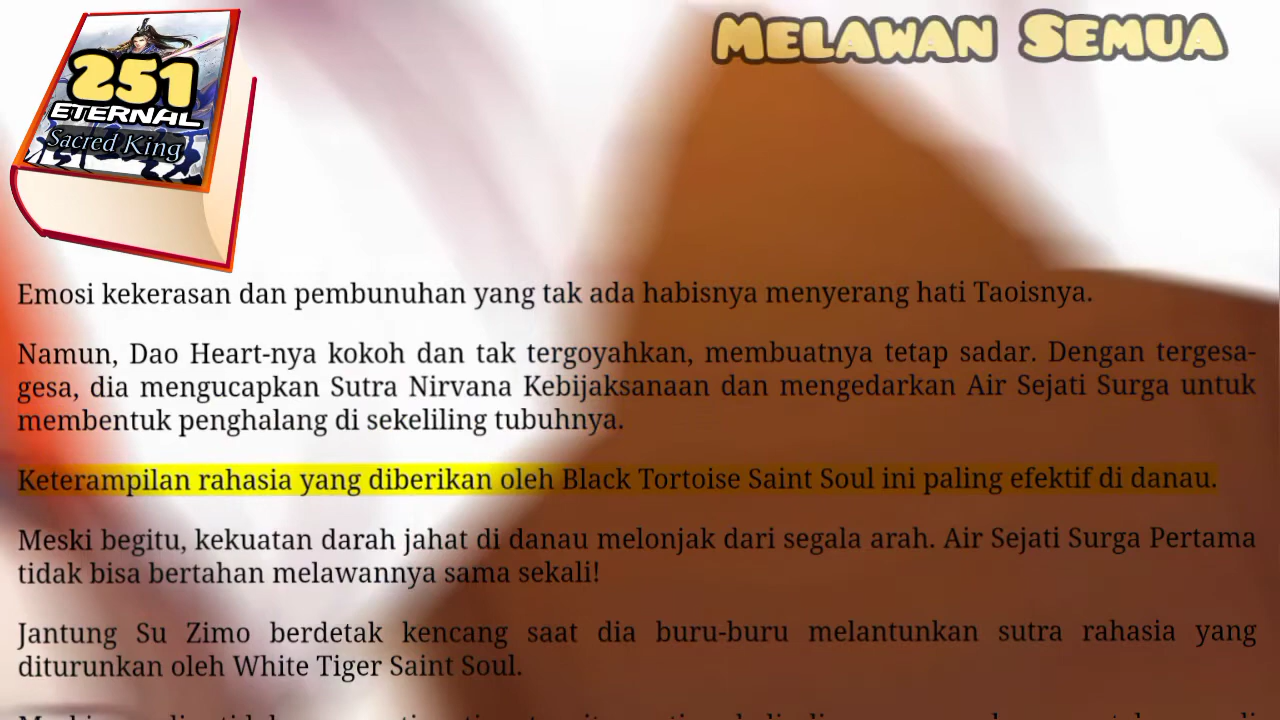 251
ETERNAL
Sacred King
MELAWAN SEMUA
Emosi kekerasan dan pembunuhan yang tak ada habisnya menyerang hati Taoisnya.
Namun, Dao Heart-nya kokoh dan tak tergoyahkan, membuatnya tetap sadar. Dengan tergesa-
gesa, dia mengucapkan Sutra Nirvana Kebijaksanaan dan mengedarkan Air Sejati Surga untuk
membentuk penghalang di sekeliling tubuhnya.
Keterampilan rahasia yang diberikan oleh Black Tortoise Saint Soul ini paling efektif di danau.
Meski begitu, kekuatan darah jahat di danau melonjak dari segala arah. Air Sejati Surga Pertama
tidak bisa bertahan melawannya sama sekali!
Jantung Su Zimo berdetak kencang saat dia buru-buru melantunkan sutra rahasia yang
diturunkan oleh White Tiger Saint Soul.